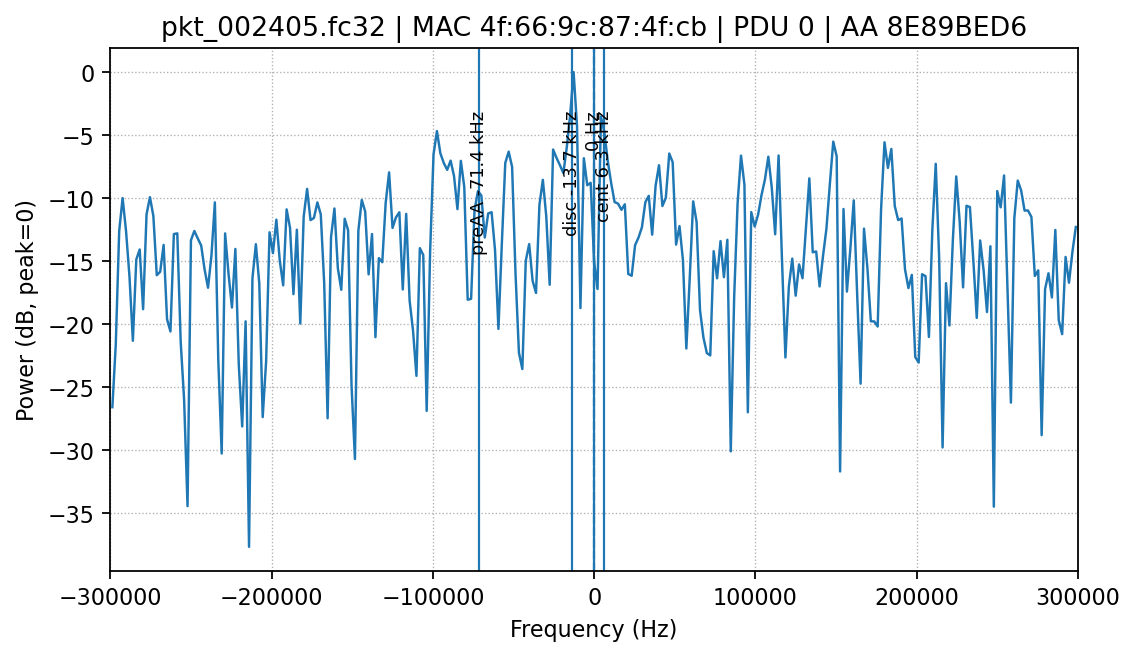 pkt_002405.fc32 | MAC 4f:66:9c:87:4f:cb | PDU 0 | AA 8E89BED6
Power (dB, peak=0)
0
−5
−10
−15
−20
−25
−30
−35
preAA -71.4 kHz
disc -13.7 kHz
0 Hz
cent 6.3 kHz
−300000
−200000
−100000
0
100000
200000
300000
Frequency (Hz)